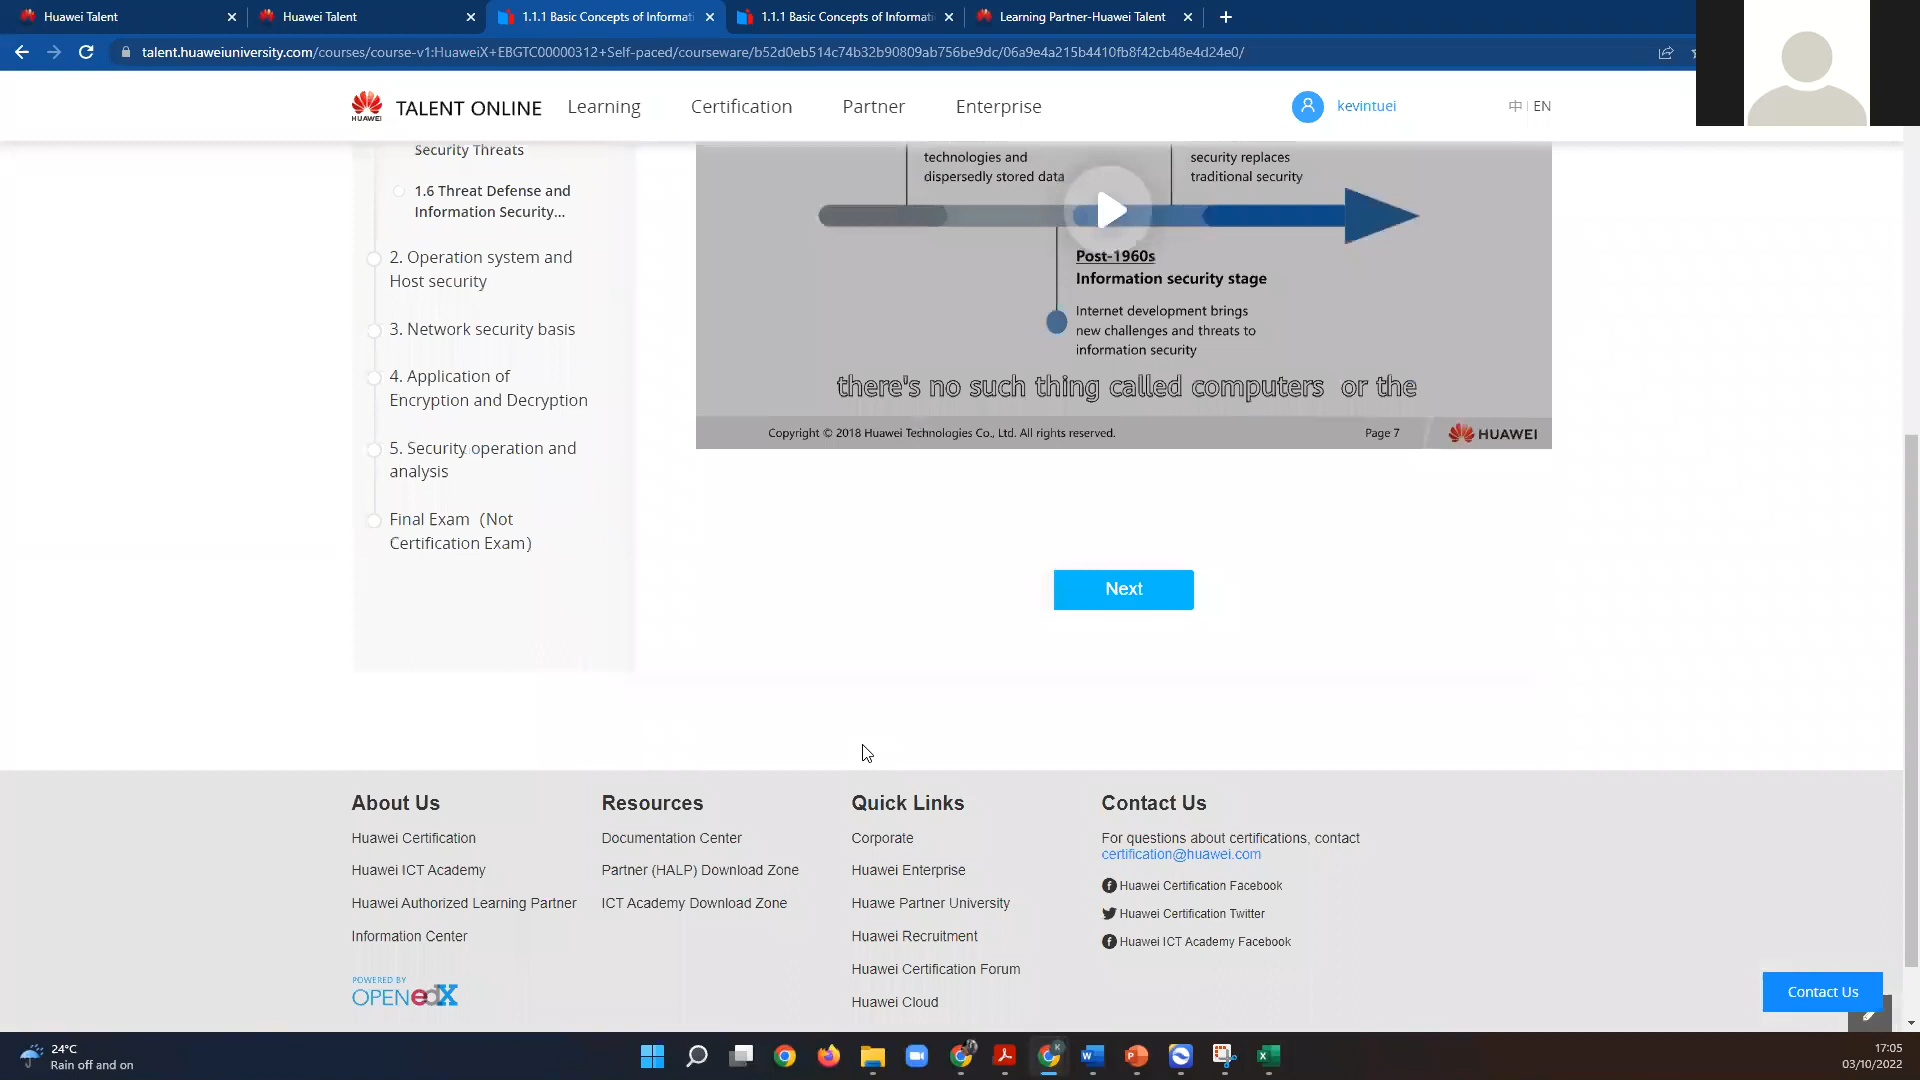 Huawei Talent
Huawei Talent
1.1.1 Basic Concepts of Informati
1.1.1 Basic Concepts of Informati
Learning Partner-Huawei Talent
talent.huaweiuniversity.com/courses/course-v1:HuaweiX+EBGTC00000312+Self-paced/courseware/b52d0eb514c74b32b90809ab756be9dc/06a9e4a215b4410fb8f42cb48e4d24e0/
HUAWEI
TALENT ONLINE
Learning
Certification
Partner
Enterprise
kevintuei
中 | EN
Security Threats
1.6 Threat Defense and
Information Security...
2. Operation system and
Host security
3. Network security basis
4. Application of
Encryption and Decryption
5. Security operation and
analysis
Final Exam（Not
Certification Exam）
technologies and
dispersedly stored data
security replaces
traditional security
Post-1960s
Information security stage
Internet development brings
new challenges and threats to
information security
there's no such thing called computers or the
Copyright © 2018 Huawei Technologies Co., Ltd. All rights reserved.
Page 7
HUAWEI
Next
About Us
Huawei Certification
Huawei ICT Academy
Huawei Authorized Learning Partner
Information Center
POWERED BY
OPEN edX
Resources
Documentation Center
Partner (HALP) Download Zone
ICT Academy Download Zone
Quick Links
Corporate
Huawei Enterprise
Huawe Partner University
Huawei Recruitment
Huawei Certification Forum
Huawei Cloud
Contact Us
For questions about certifications, contact
certification@huawei.com
Huawei Certification Facebook
Huawei Certification Twitter
Huawei ICT Academy Facebook
Contact Us
24°C
Rain off and on
17:05
03/10/2022